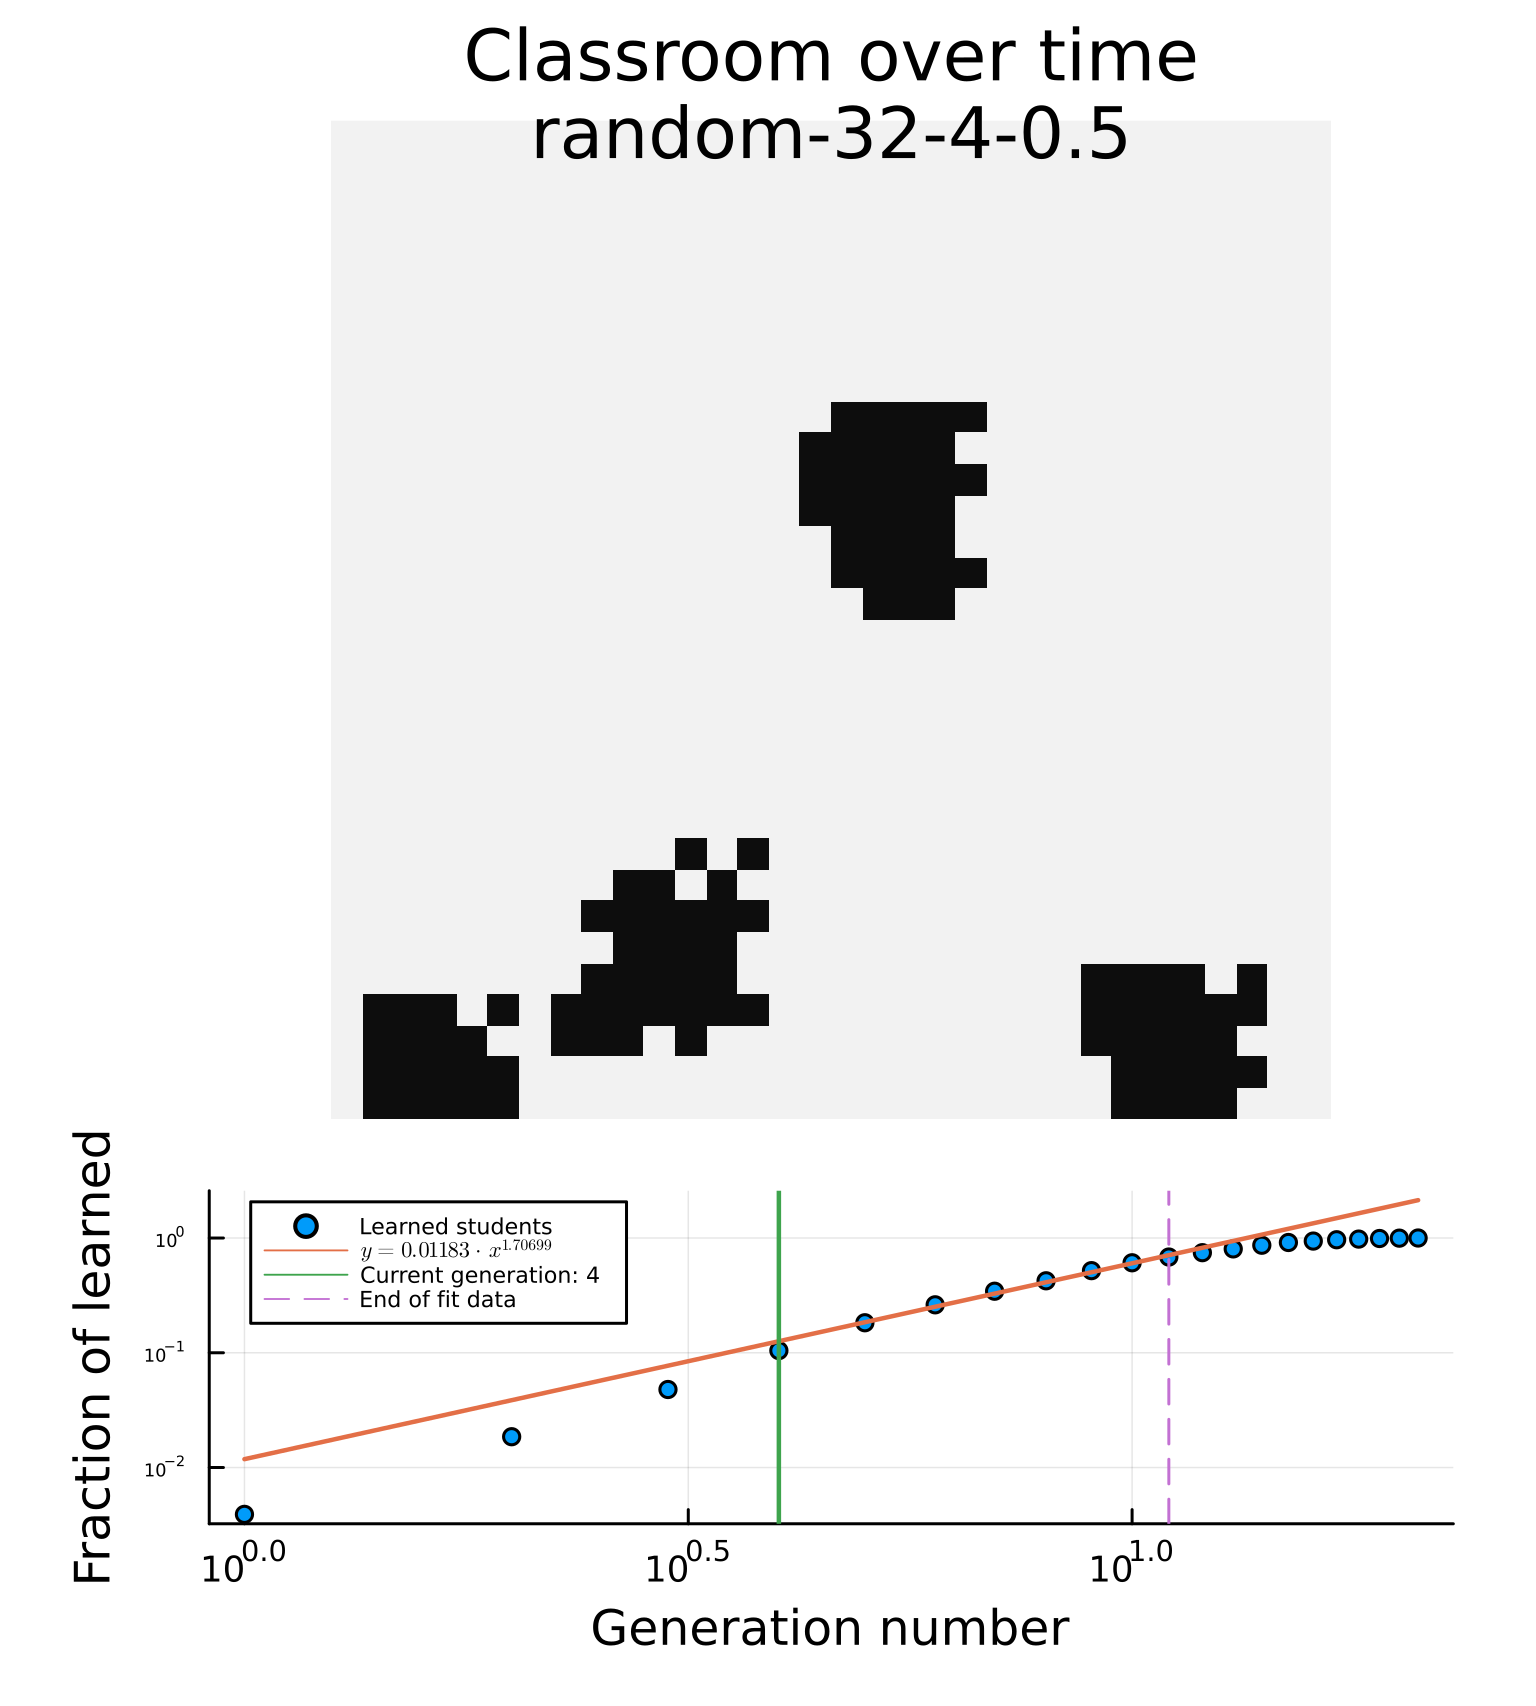 Classroom over time
random-32-4-0.5
Fraction of learned
10⁰
10⁻¹
10⁻²
Learned students
y = 0.01183 · x^1.70699
Current generation: 4
End of fit data
10^0.0
10^0.5
10^1.0
Generation number